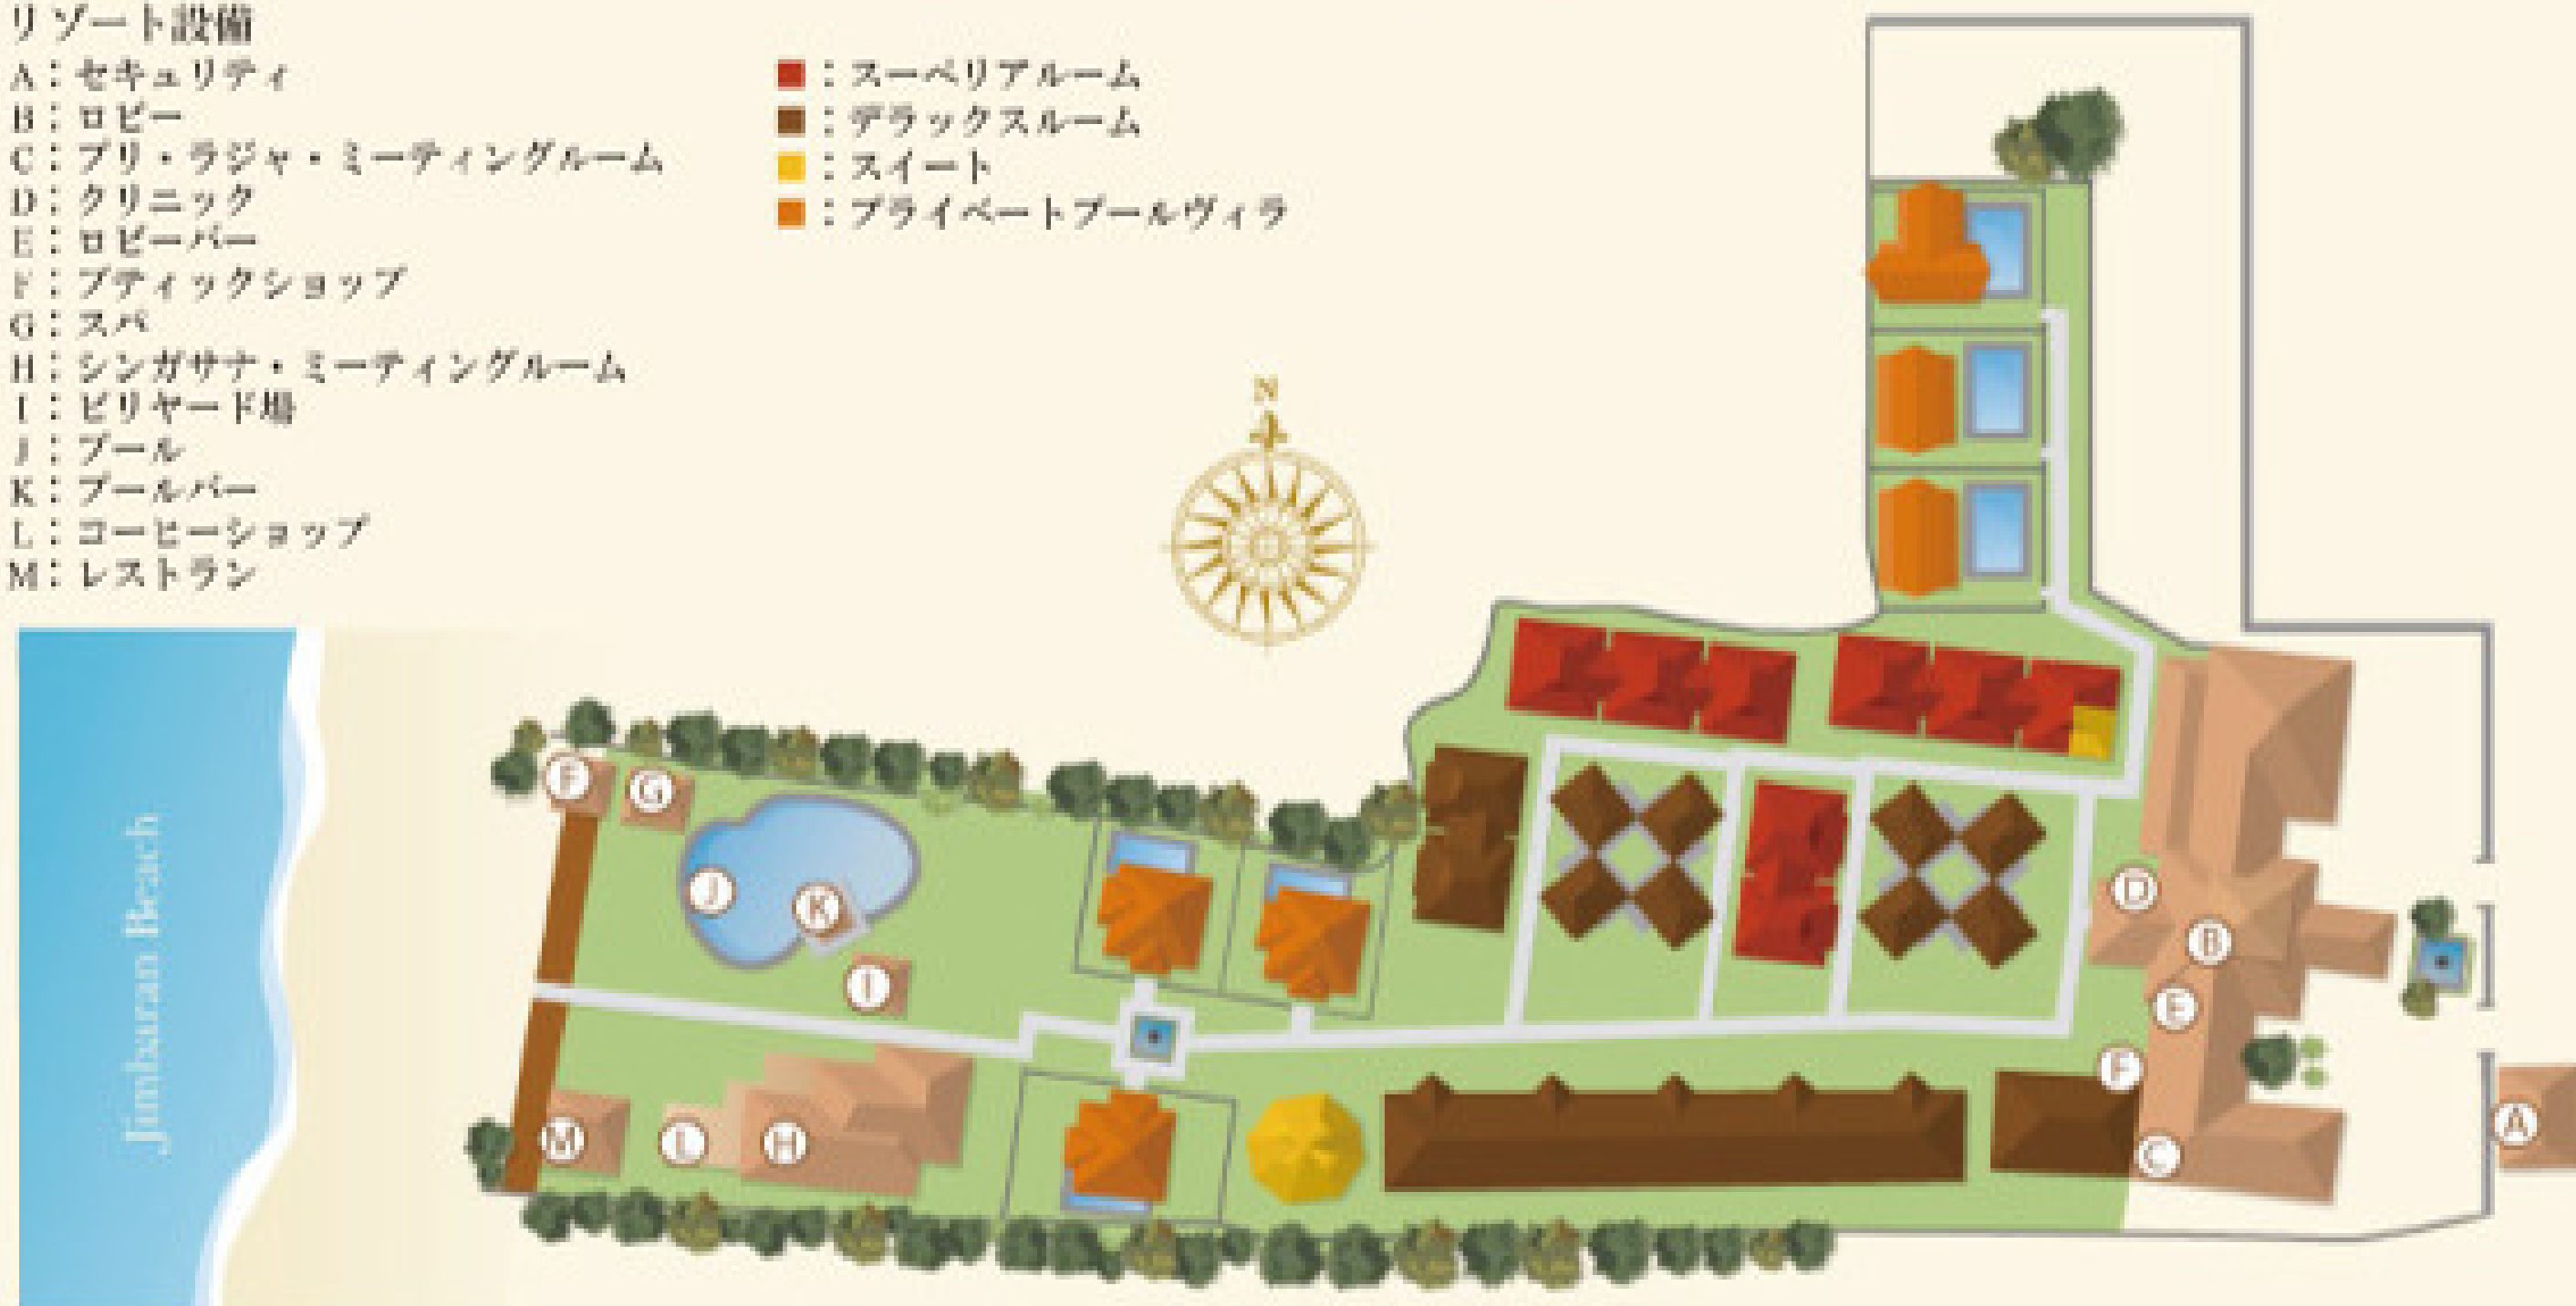 リゾート設備
A：セキュリティ
B：ロビー
C：プリ・ラジャ・ミーティングルーム
D：クリニック
E：ロビーバー
F：ブティックショップ
G：スパ
H：シンガサナ・ミーティングルーム
I：ビリヤード場
J：プール
K：プールバー
L：コーヒーショップ
M：レストラン
：スーペリアルーム
：デラックスルーム
：スイート
：プライベートプールヴィラ
N
Jimbaran Beach
F
G
J
K
I
M
L
H
D
B
E
F
C
A